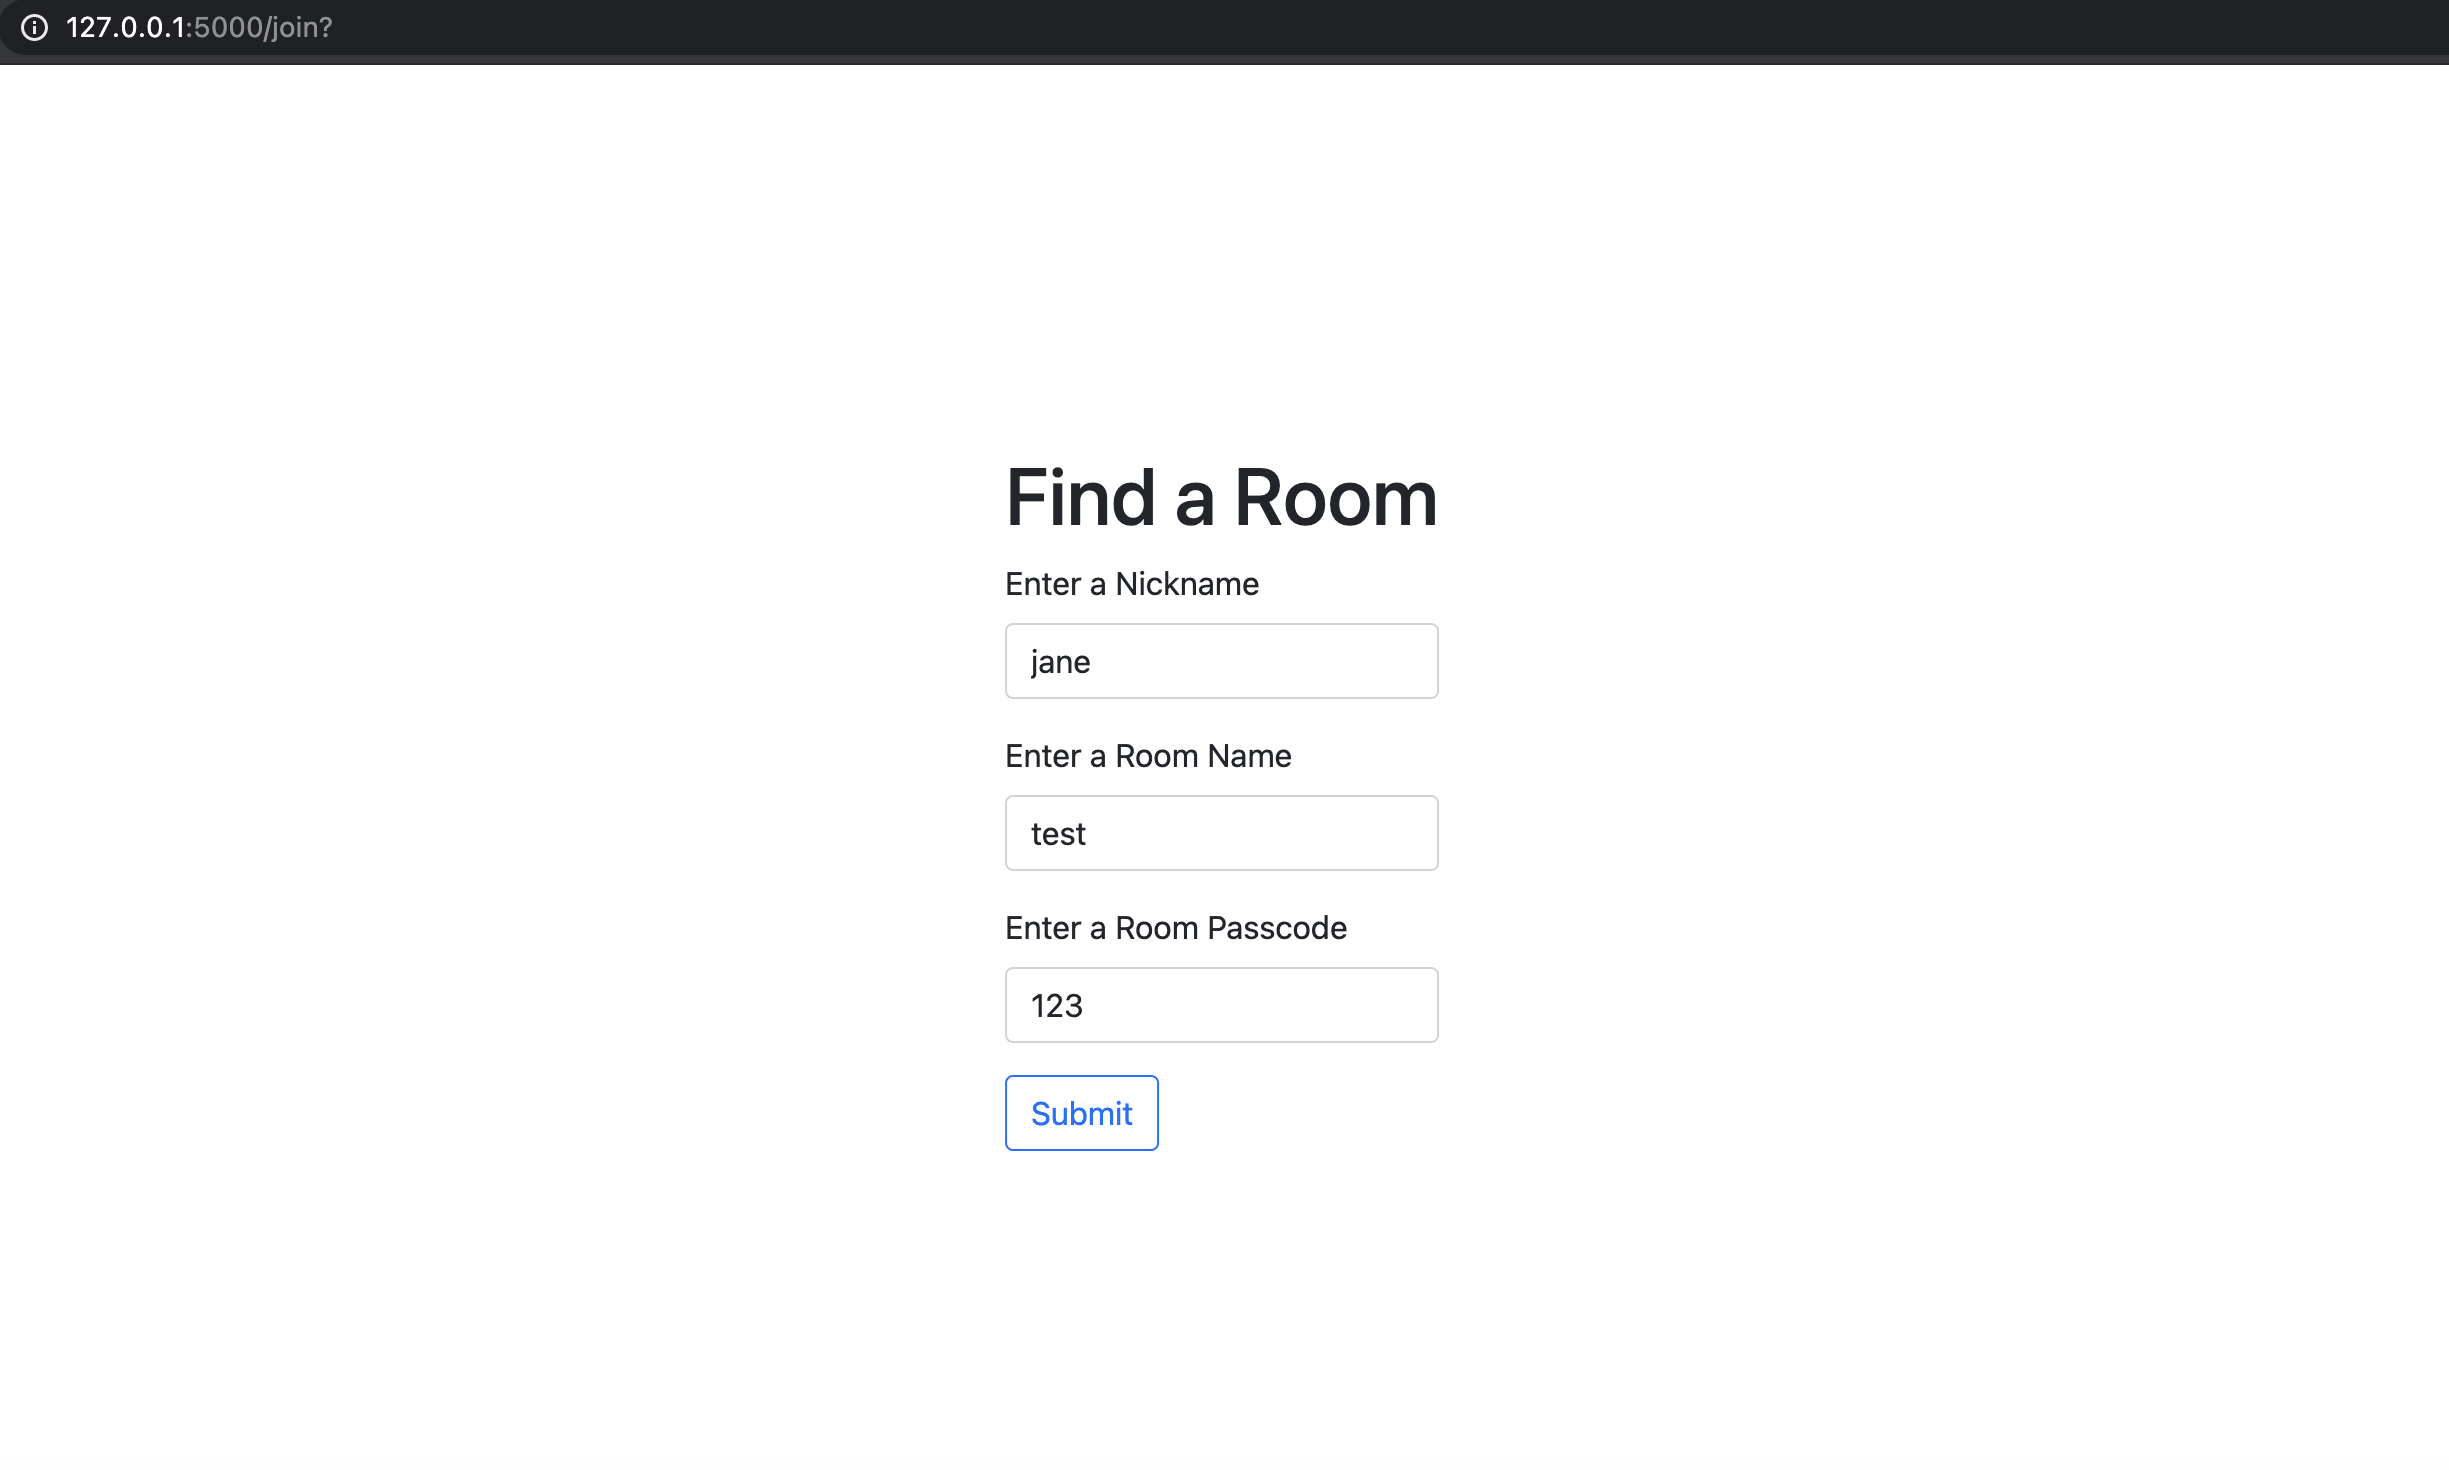 127.0.0.1:5000/join?
Find a Room
Enter a Nickname
jane
Enter a Room Name
test
Enter a Room Passcode
123
Submit